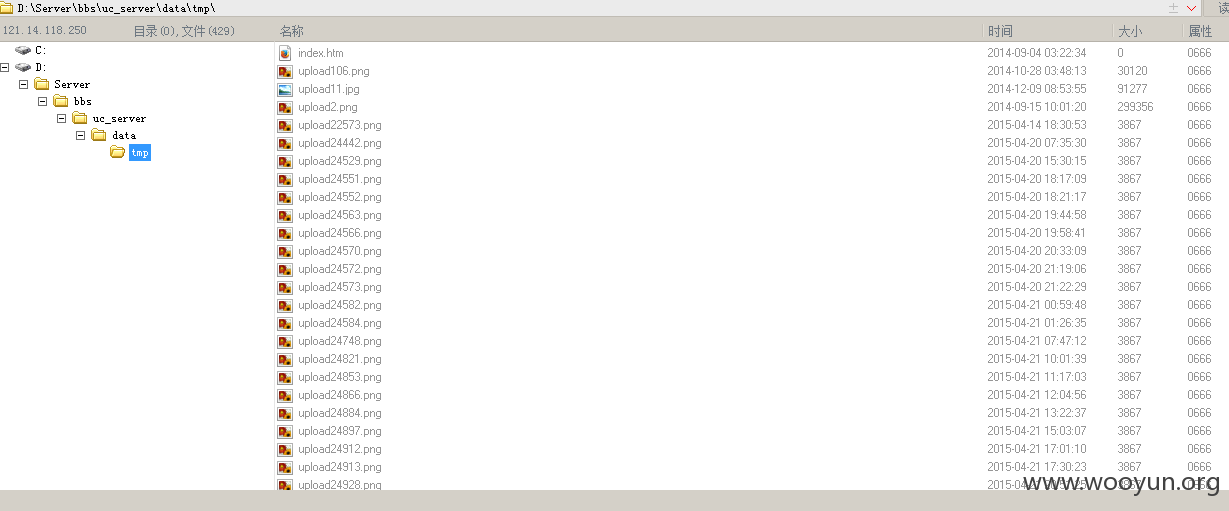 D:\Server\bbs\uc_server\data\tmp\ 读
121.14.118.250 目录(0),文件(429) 名称 时间 大小 属性
C:
D:
Server
bbs
uc_server
data
tmp
index.htm 2014-09-04 03:22:34 0 0666
upload106.png 2014-10-28 03:48:13 30120 0666
upload11.jpg 2014-12-09 08:53:55 91277 0666
upload2.png 2014-09-15 10:01:20 299356 0666
upload22573.png 2015-04-14 18:30:53 3867 0666
upload24442.png 2015-04-20 07:35:30 3867 0666
upload24529.png 2015-04-20 15:30:15 3867 0666
upload24551.png 2015-04-20 18:17:09 3867 0666
upload24552.png 2015-04-20 18:21:17 3867 0666
upload24563.png 2015-04-20 19:44:58 3867 0666
upload24566.png 2015-04-20 19:58:41 3867 0666
upload24570.png 2015-04-20 20:33:09 3867 0666
upload24572.png 2015-04-20 21:19:06 3867 0666
upload24573.png 2015-04-20 21:22:29 3867 0666
upload24582.png 2015-04-21 00:59:48 3867 0666
upload24584.png 2015-04-21 01:26:35 3867 0666
upload24748.png 2015-04-21 07:47:12 3867 0666
upload24821.png 2015-04-21 10:01:39 3867 0666
upload24853.png 2015-04-21 11:17:03 3867 0666
upload24866.png 2015-04-21 12:04:56 3867 0666
upload24884.png 2015-04-21 13:22:37 3867 0666
upload24897.png 2015-04-21 15:03:07 3867 0666
upload24912.png 2015-04-21 17:01:10 3867 0666
upload24913.png 2015-04-21 17:30:23 3867 0666
upload24928.png
www.wooyun.org